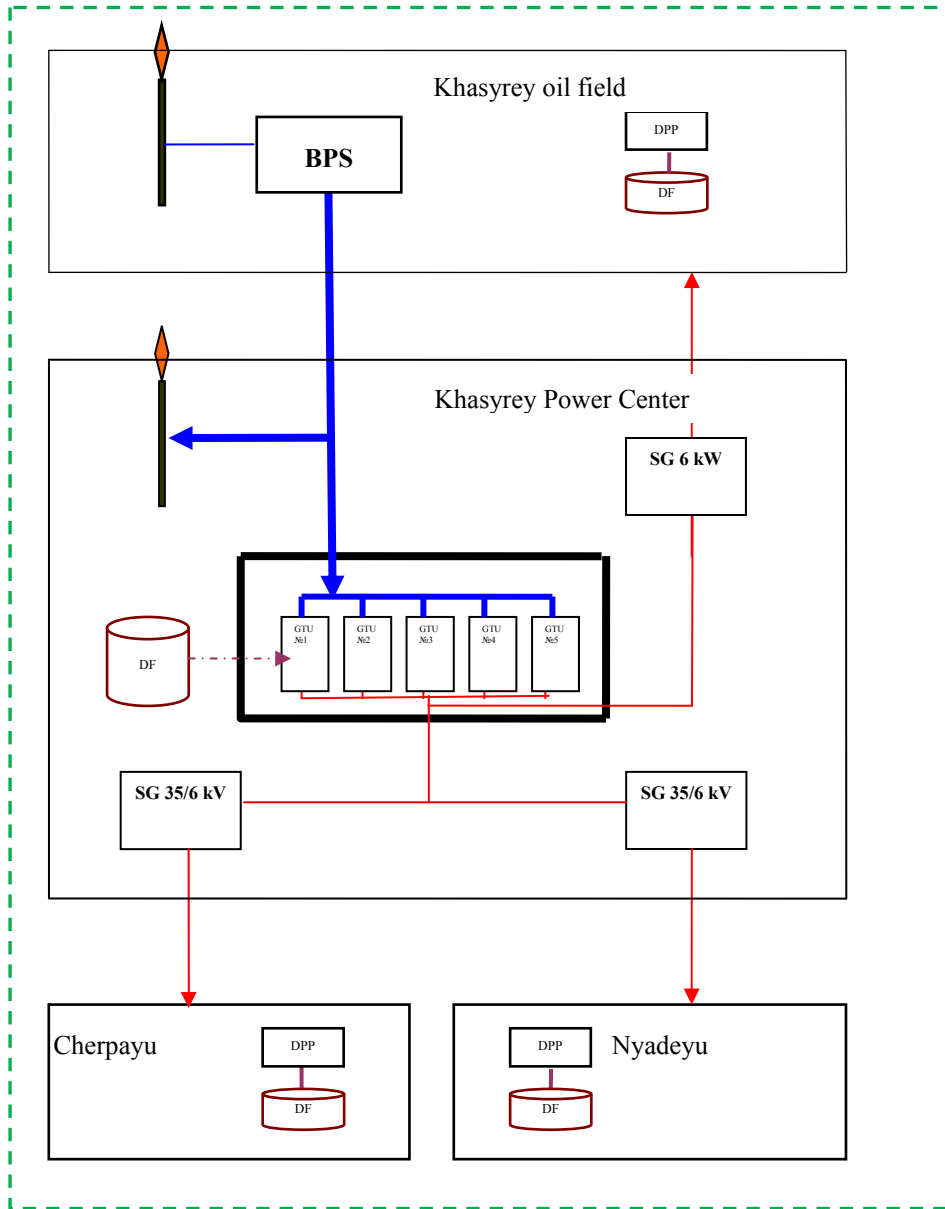 Khasyrey oil field
BPS
DPP
DF
Khasyrey Power Center
SG 6 kW
GTU
№1
GTU
№2
GTU
№3
GTU
№4
GTU
№5
DF
SG 35/6 kV
SG 35/6 kV
Cherpayu
DPP
DF
DPP
Nyadeyu
DF